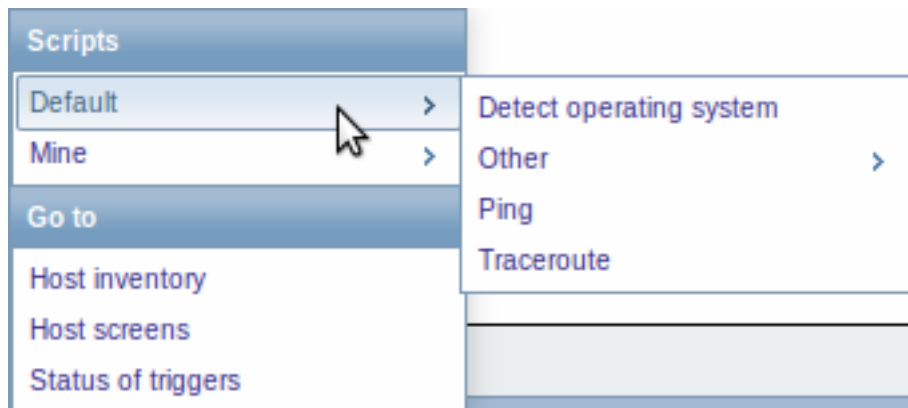 Scripts
Default
Mine
Go to
Host inventory
Host screens
Status of triggers
Detect operating system
Other
Ping
Traceroute